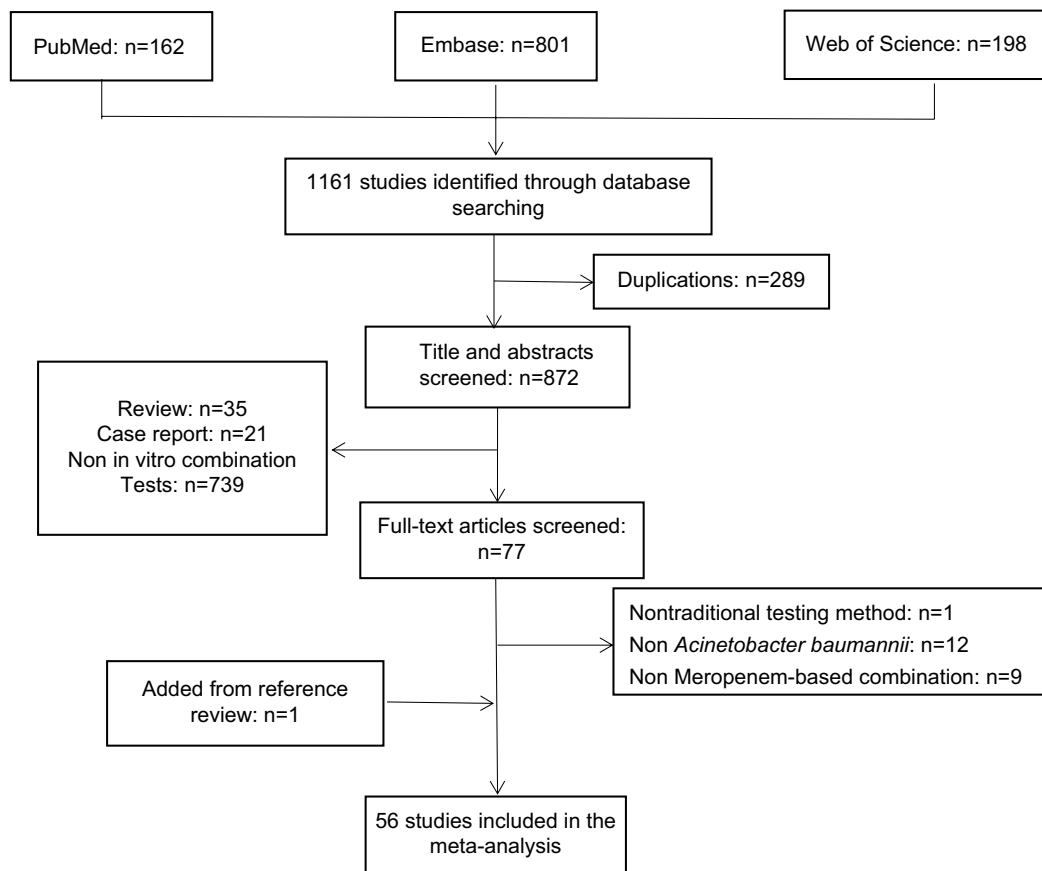 PubMed: n=162
Embase: n=801
Web of Science: n=198
1161 studies identified through database
searching
Duplications: n=289
Title and abstracts
screened: n=872
Review: n=35
Case report: n=21
Non in vitro combination
Tests: n=739
Full-text articles screened:
n=77
Nontraditional testing method: n=1
Non Acinetobacter baumannii: n=12
Non Meropenem-based combination: n=9
Added from reference
review: n=1
56 studies included in the
meta-analysis